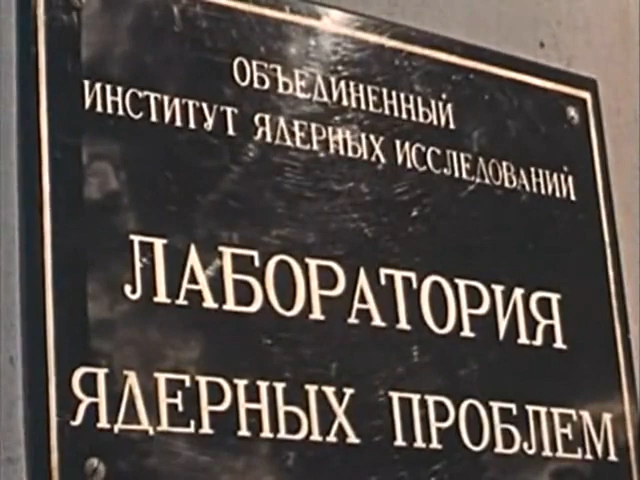 ОБЪЕДИНЕННЫЙ
ИНСТИТУТ ЯДЕРНЫХ ИССЛЕДОВАНИЙ
ЛАБОРАТОРИЯ
ЯДЕРНЫХ ПРОБЛЕМ